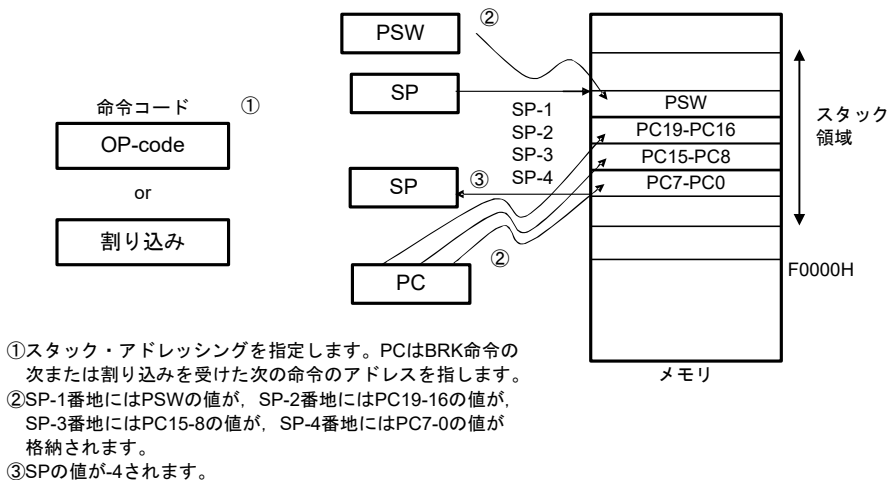 ②
PSW
SP
命令コード ①
OP-code
or
割り込み
SP-1
SP-2
SP-3
SP-4
SP
③
PC
②
PSW
PC19-PC16
PC15-PC8
PC7-PC0
スタック
領域
F0000H
メモリ
①スタック・アドレッシングを指定します。PCはBRK命令の
次または割り込みを受けた次の命令のアドレスを指します。
②SP-1番地にはPSWの値が，SP-2番地にはPC19-16の値が，
SP-3番地にはPC15-8の値が，SP-4番地にはPC7-0の値が
格納されます。
③SPの値が-4されます。